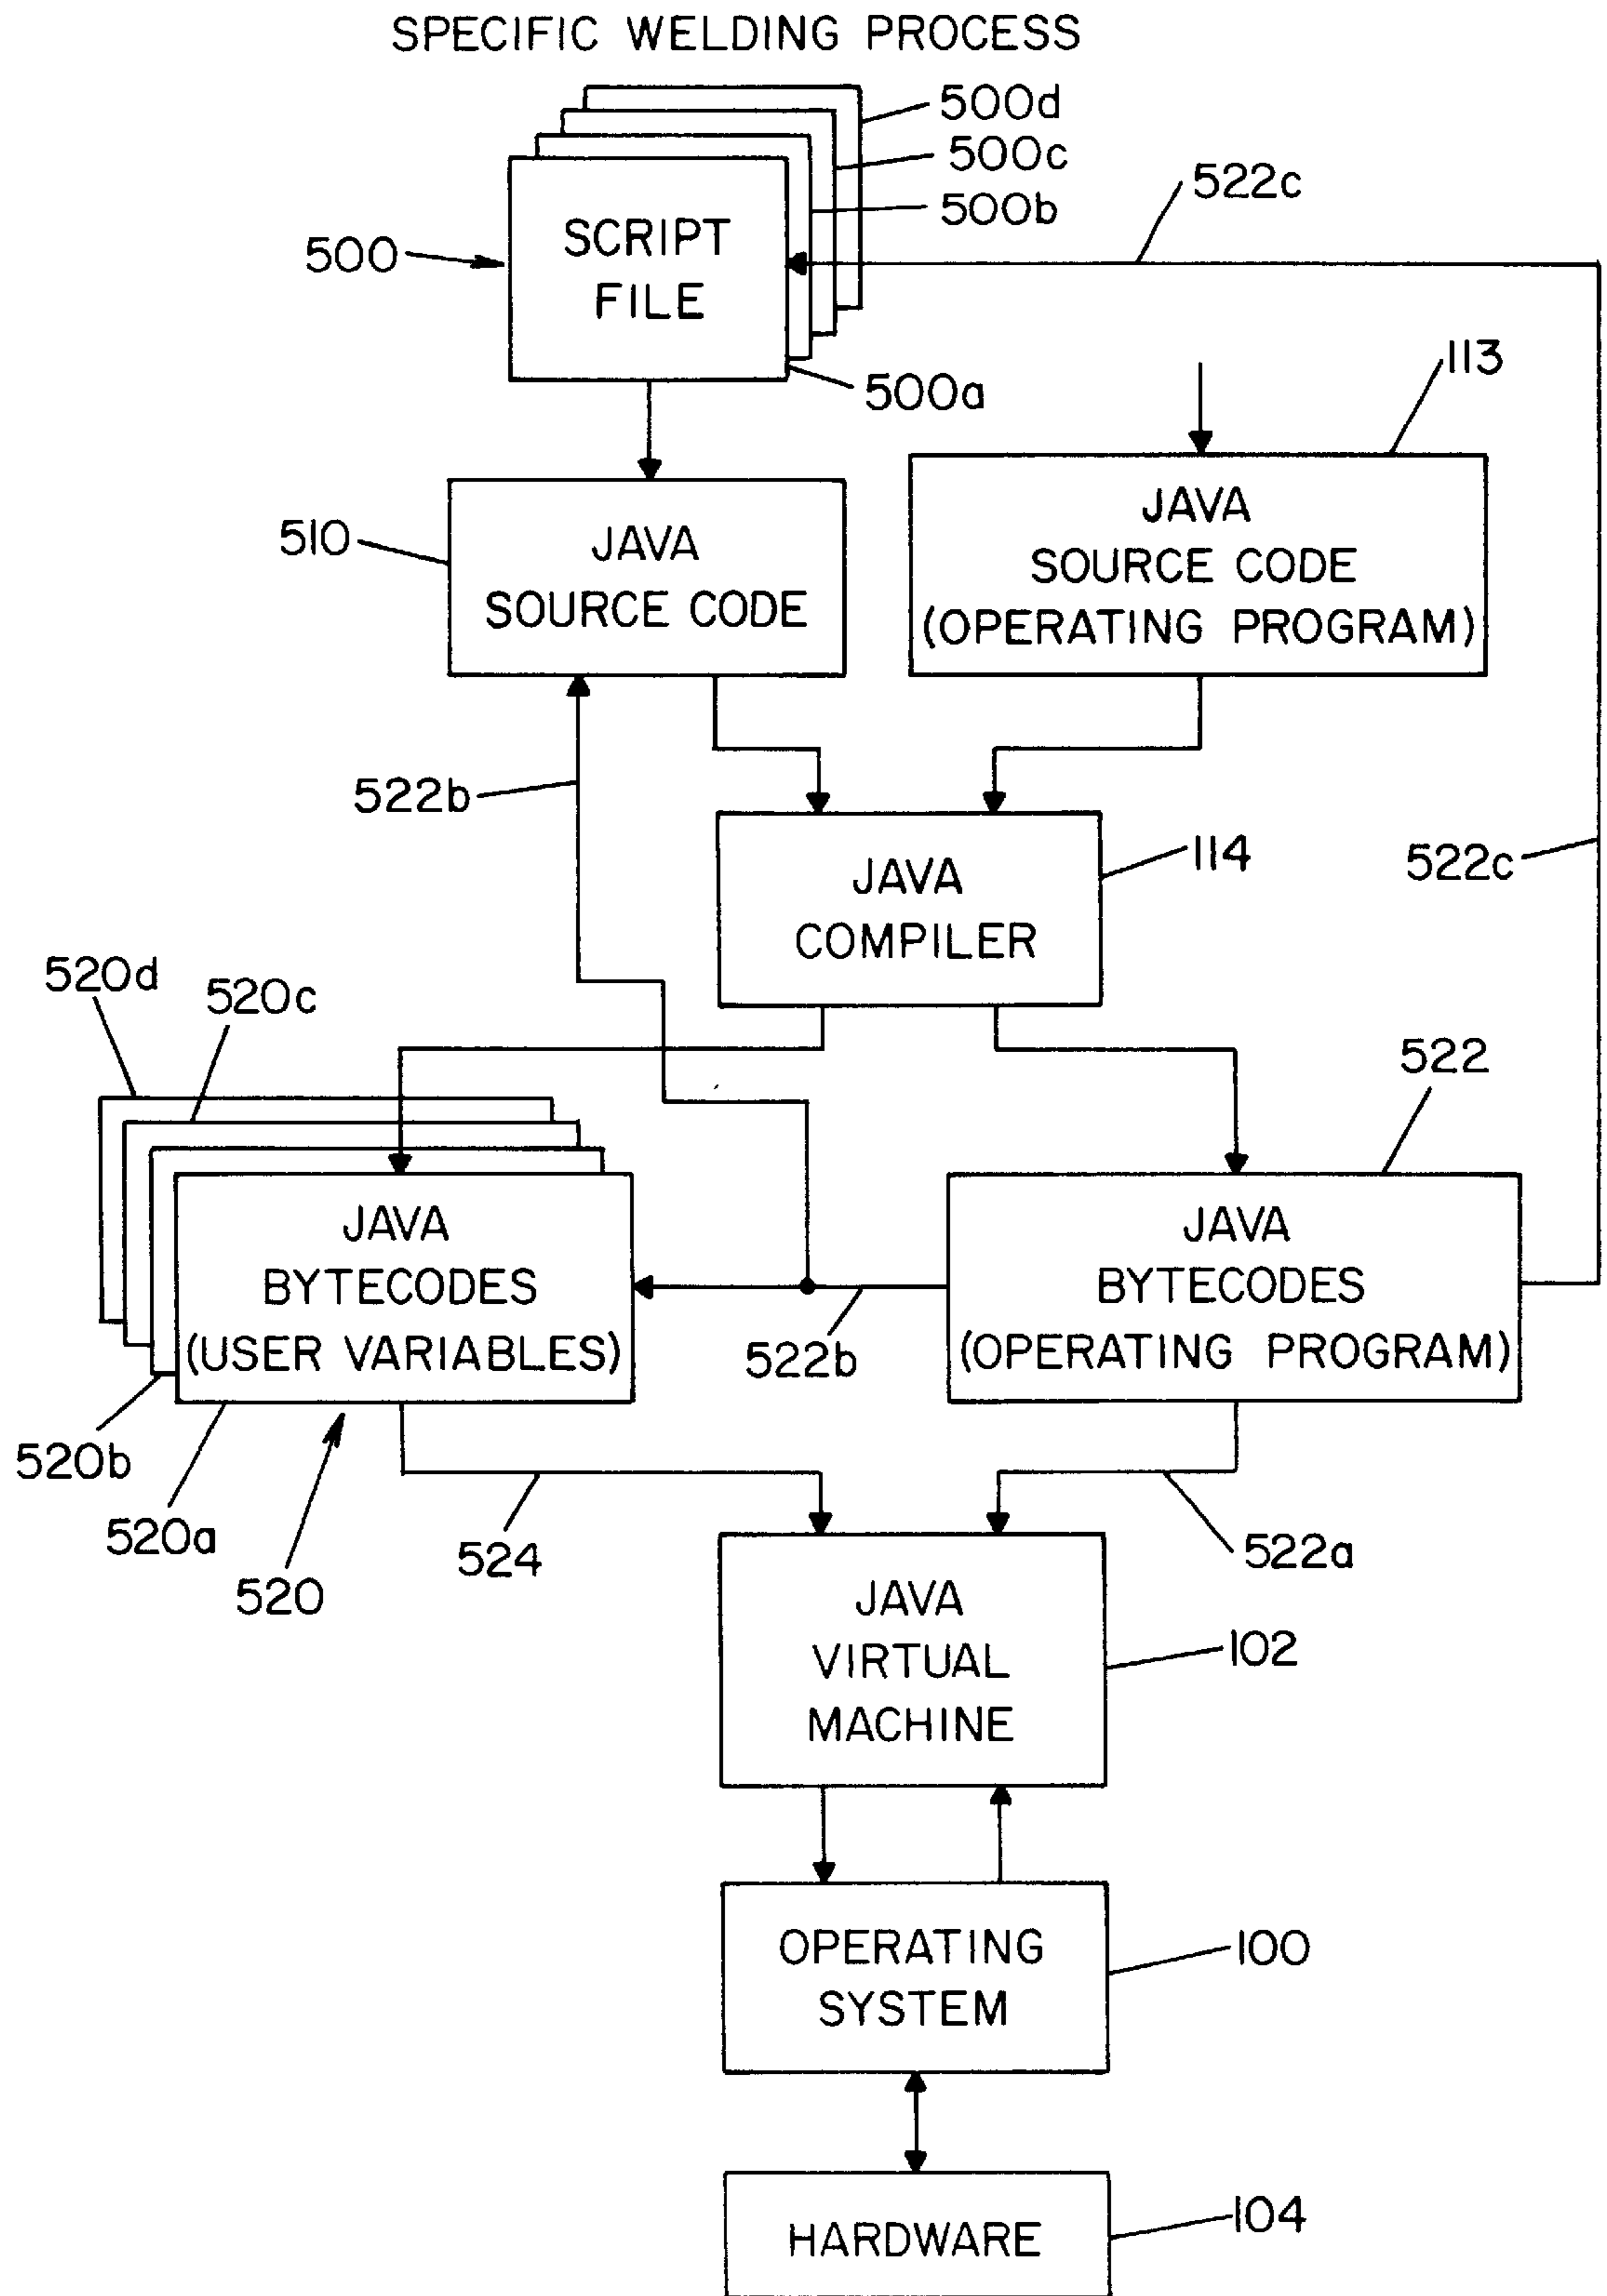 SPECIFIC WELDING PROCESS
500d
500c
500b
522c
500
SCRIPT
FILE
500a
113
510
JAVA
SOURCE CODE
JAVA
SOURCE CODE
(OPERATING PROGRAM)
522b
JAVA
COMPILER
114
522c
520d
520c
522
JAVA
BYTECODES
(USER VARIABLES)
522b
JAVA
BYTECODES
(OPERATING PROGRAM)
520b
520a
520
524
522a
JAVA
VIRTUAL
MACHINE
102
OPERATING
SYSTEM
100
HARDWARE
104